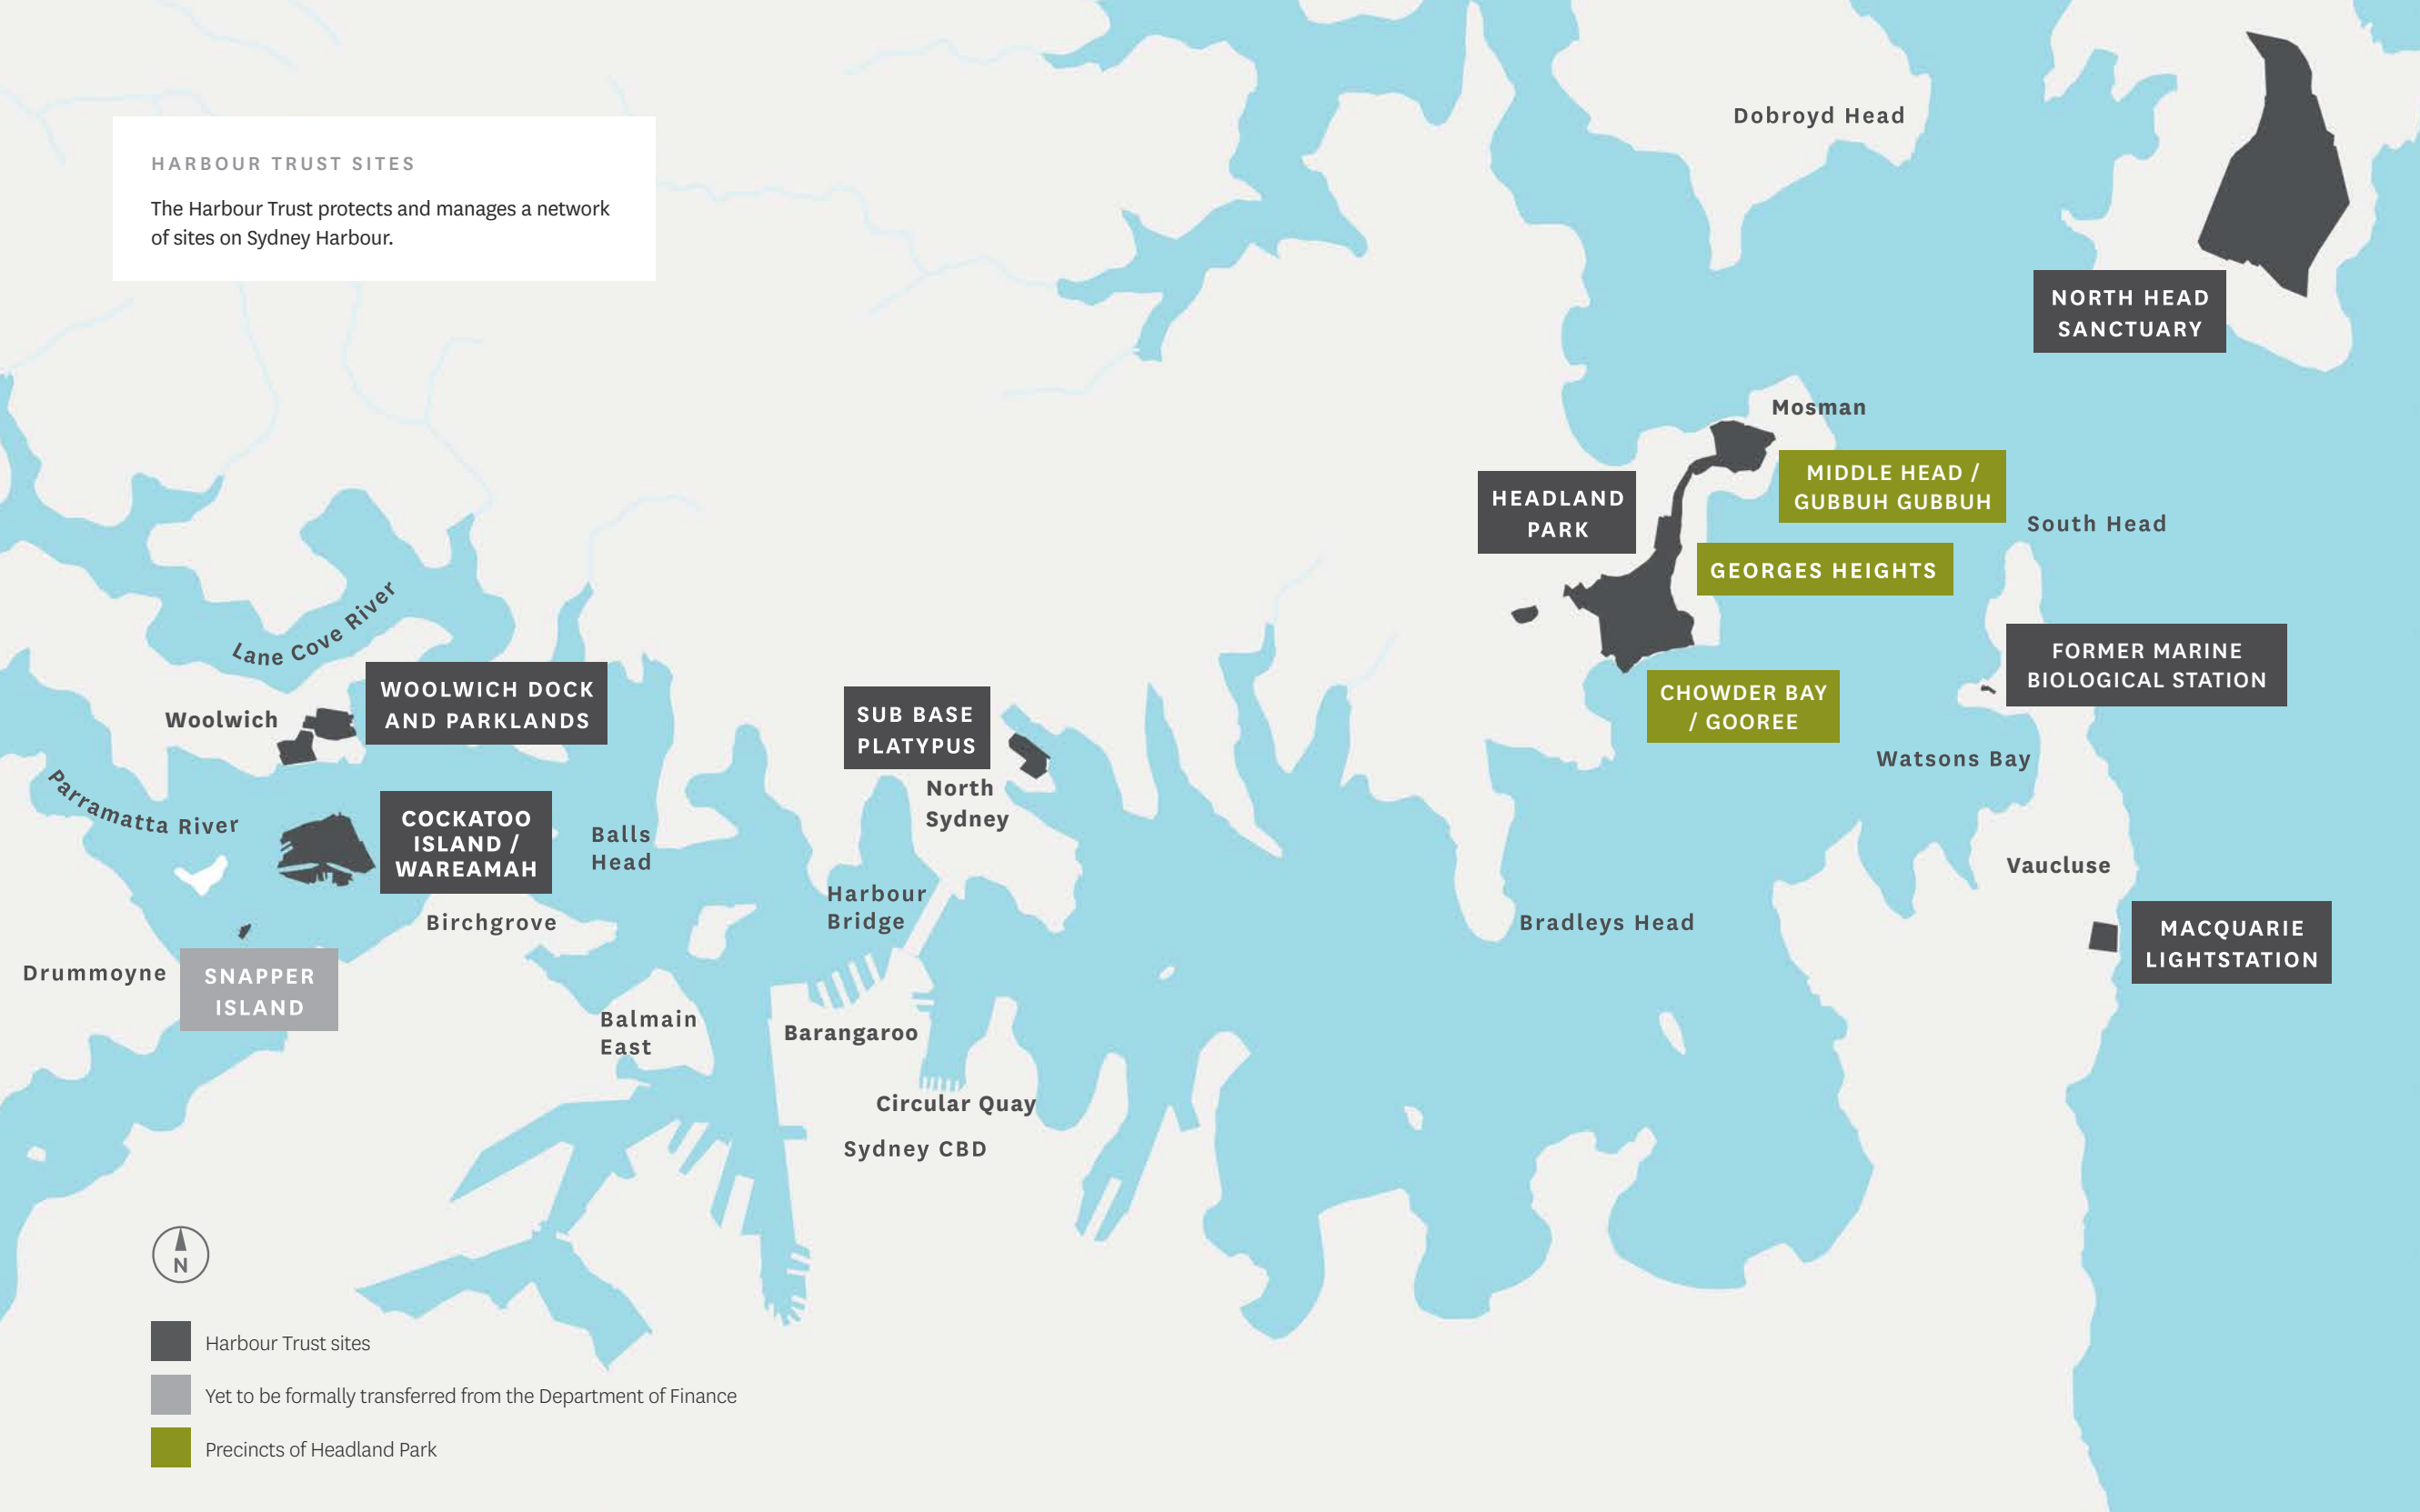 HARBOUR TRUST SITES
The Harbour Trust protects and manages a network
of sites on Sydney Harbour.
Dobroyd Head
NORTH HEAD
SANCTUARY
Mosman
MIDDLE HEAD /
GUBBUH GUBBUH
HEADLAND
PARK
South Head
GEORGES HEIGHTS
Lane Cove River
FORMER MARINE
BIOLOGICAL STATION
WOOLWICH DOCK
AND PARKLANDS
Woolwich
SUB BASE
PLATYPUS
CHOWDER BAY
/ GOOREE
Watsons Bay
North
Sydney
Parramatta River
COCKATOO
ISLAND /
WAREAMAH
Balls
Head
Vaucluse
Harbour
Bridge
Birchgrove
Bradleys Head
MACQUARIE
LIGHTSTATION
Drummoyne
SNAPPER
ISLAND
Balmain
East
Barangaroo
Circular Quay
Sydney CBD
N
Harbour Trust sites
Yet to be formally transferred from the Department of Finance
Precincts of Headland Park